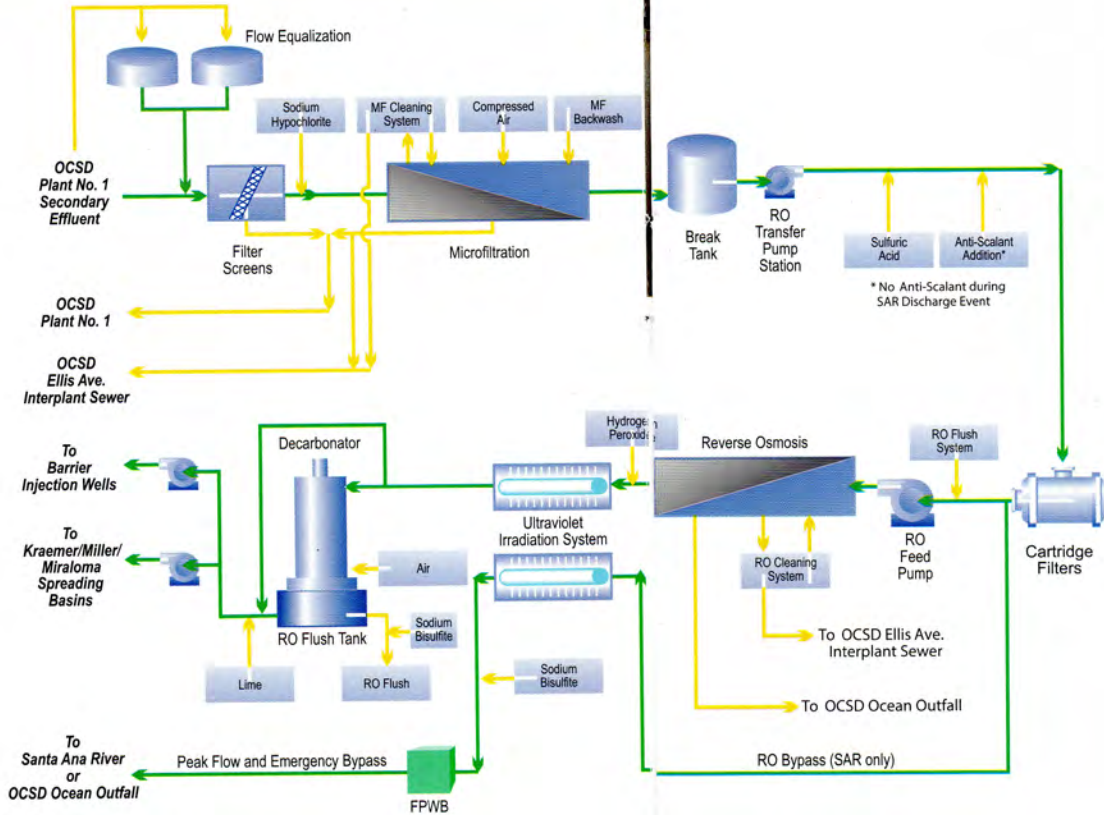 Flow Equalization
OCSD
Plant No. 1
Secondary
Effluent
Sodium
Hypochlorite
MF Cleaning
System
Compressed
Air
MF
Backwash
Filter
Screens
Microfiltration
Break
Tank
RO
Transfer
Pump
Station
Sulfuric
Acid
Anti-Scalant
Addition*
* No Anti-Scalant during
SAR Discharge Event
OCSD
Plant No. 1
OCSD
Ellis Ave.
Interplant Sewer
To
Barrier
Injection Wells
To
Kraemer/Miller/
Miraloma
Spreading
Basins
Decarbonator
Air
RO Flush Tank
Sodium
Bisulfite
Lime
RO Flush
Hydrogen
Peroxide
Ultraviolet
Irradiation System
Sodium
Bisulfite
Reverse Osmosis
RO Cleaning
System
RO Flush
System
RO
Feed
Pump
Cartridge
Filters
To OCSD Ellis Ave.
Interplant Sewer
To OCSD Ocean Outfall
To
Santa Ana River
or
OCSD Ocean Outfall
Peak Flow and Emergency Bypass
FPWB
RO Bypass (SAR only)